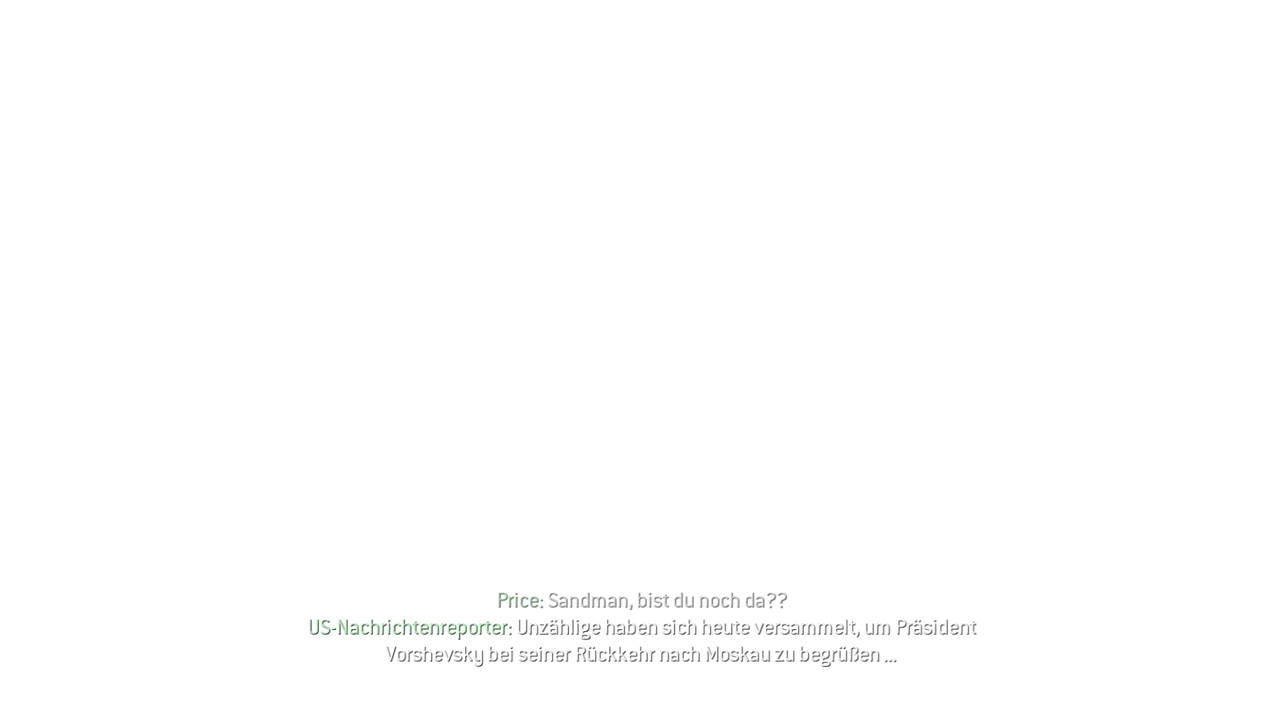 Price: Sandman, bist du noch da??
US-Nachrichtenreporter: Unzählige haben sich heute versammelt, um Präsident
Vorshevsky bei seiner Rückkehr nach Moskau zu begrüßen ...